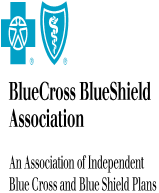 ® ®
BlueCross BlueShield
Association
An Association of Independent
Blue Cross and Blue Shield Plans